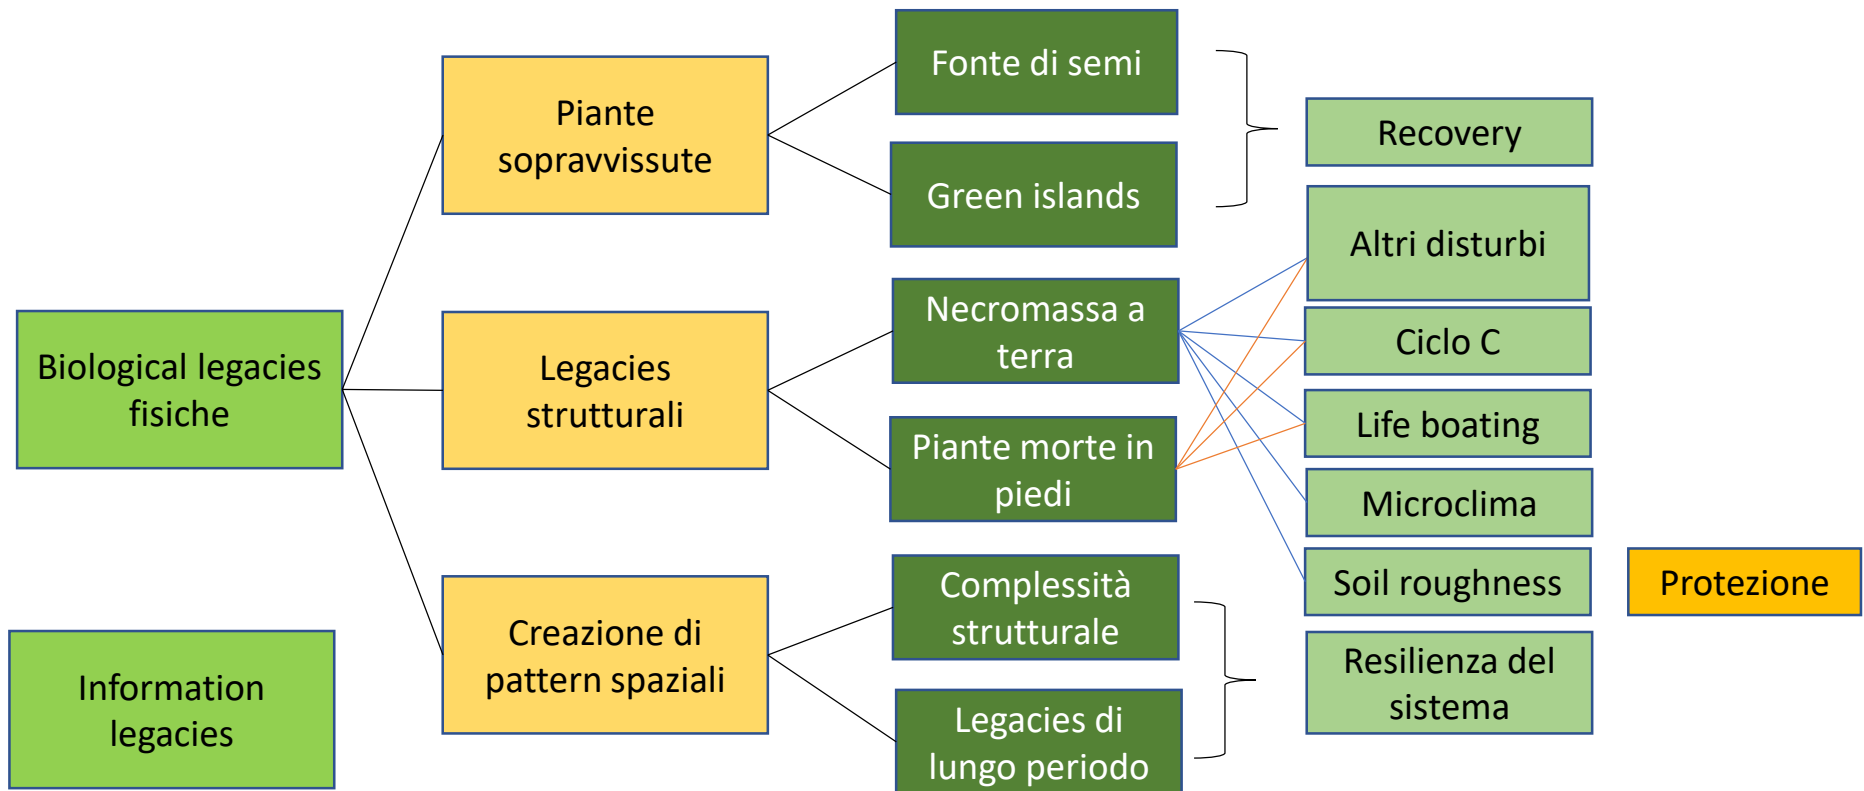 Biological legacies
fisiche
Information
legacies
Piante
sopravvissute
Legacies
strutturali
Creazione di
pattern spaziali
Fonte di semi
Green islands
Necromassa a
terra
Piante morte in
piedi
Complessità
strutturale
Legacies di
lungo periodo
Recovery
Altri disturbi
Ciclo C
Life boating
Microclima
Soil roughness
Resilienza del
sistema
Protezione